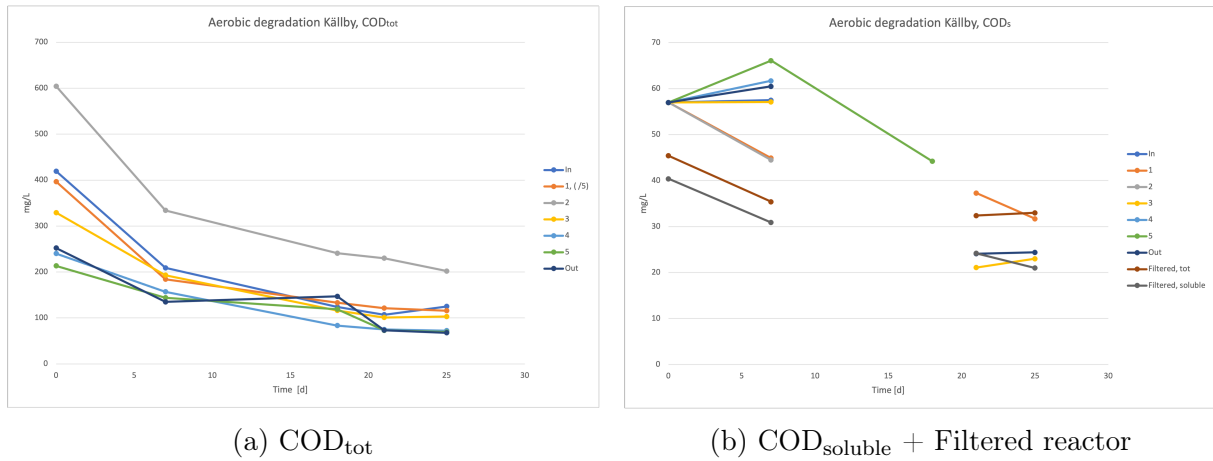 Aerobic degradation Källby, CODtot
700
600
500
400
300
200
100
0
mg/L
0 5 10 15 20 25 30
Time [d]
In
1, ( /5)
2
3
4
5
Out
(a) CODtot
Aerobic degradation Källby, CODs
70
60
50
40
30
20
10
0
mg/L
0 5 10 15 20 25 30
Time [d]
In
1
2
3
4
5
Out
Filtered, tot
Filtered, soluble
(b) CODsoluble + Filtered reactor